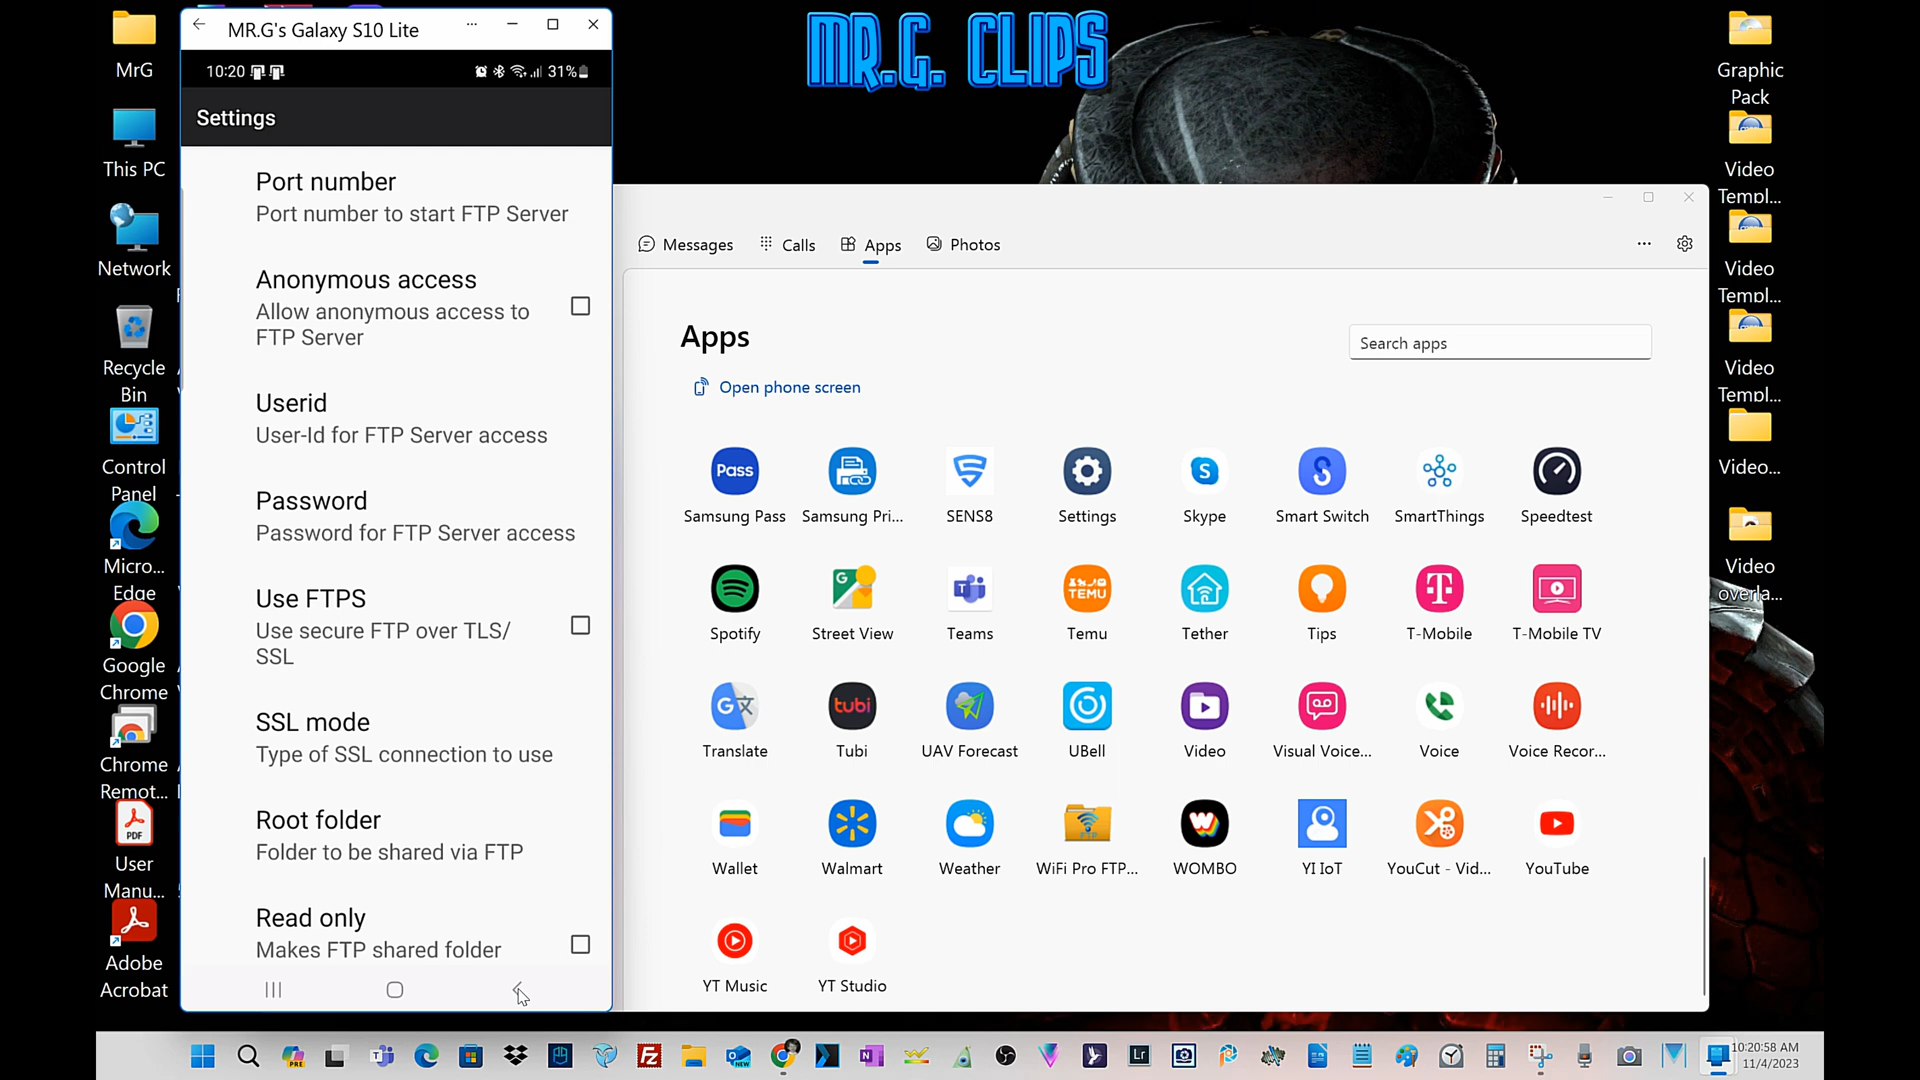 MrG
This PC
Network
Recycle
Bin
Control
Panel
Micro...
Edge
Google
Chrome
Chrome
Remot...
User
Manu...
Adobe
Acrobat
MR.G's Galaxy S10 Lite
10:20
31%
Settings
Port number
Port number to start FTP Server
Anonymous access
Allow anonymous access to
FTP Server
Userid
User-Id for FTP Server access
Password
Password for FTP Server access
Use FTPS
Use secure FTP over TLS/
SSL
SSL mode
Type of SSL connection to use
Root folder
Folder to be shared via FTP
Read only
Makes FTP shared folder
MR.G. CLIPS
Messages
Calls
Apps
Photos
Apps
Search apps
Open phone screen
Pass
Samsung Pass
Samsung Pri...
SENS8
Settings
Skype
Smart Switch
SmartThings
Speedtest
Spotify
Street View
Teams
TEMU
Temu
Tether
Tips
T-Mobile
T-Mobile TV
Translate
tubi
Tubi
UAV Forecast
UBell
Video
Visual Voice...
Voice
Voice Recor...
Wallet
Walmart
Weather
FTP
WiFi Pro FTP...
WOMBO
YI IoT
YouCut - Vid...
YouTube
YT Music
YT Studio
Graphic
Pack
Video
Templ...
Video
Templ...
Video
Templ...
Video...
Video
overla...
10:20:58 AM
11/4/2023